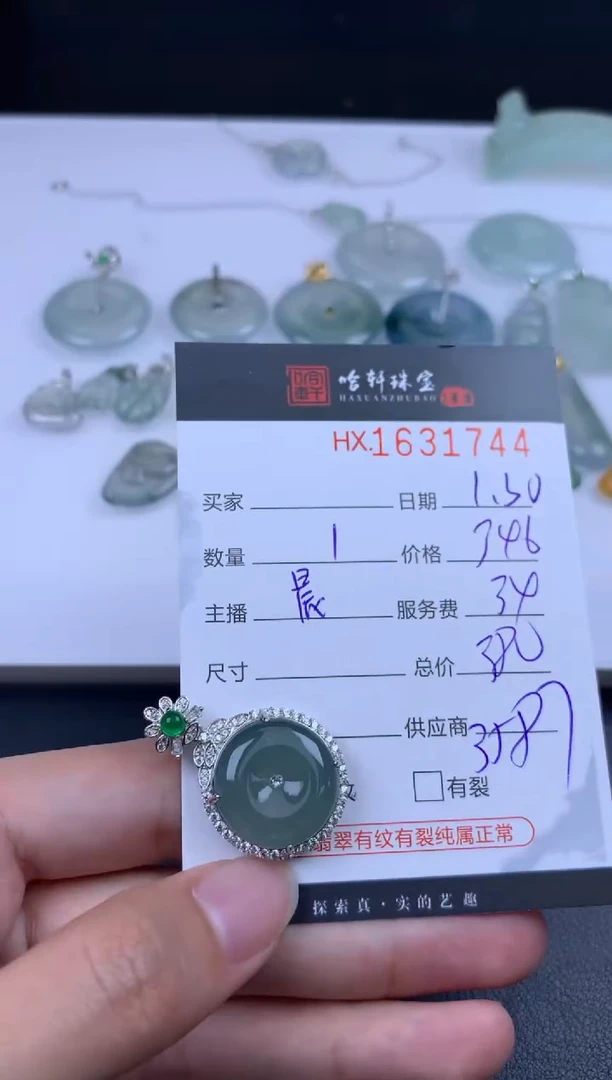 哈轩珠宝
HAXUANZHUBAO
HX.1631744
买家 日期 1.30
数量 1 价格 346
主播 晨 服务费 34
尺寸 总价 380
供应商 3587
有裂
翡翠有纹有裂纯属正常
探索真·实的艺趣